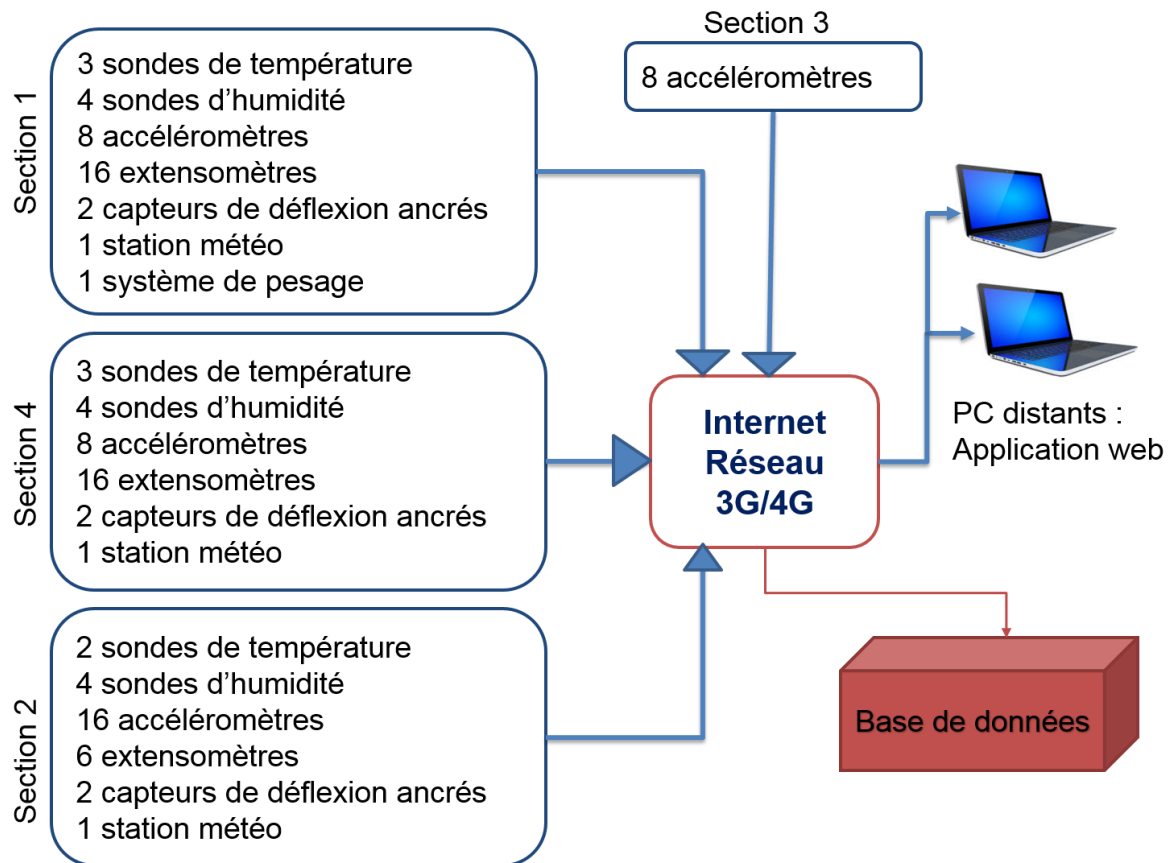 Section 1
3 sondes de température
4 sondes d’humidité
8 accéléromètres
16 extensomètres
2 capteurs de déflexion ancrés
1 station météo
1 système de pesage
Section 3
8 accéléromètres
Section 4
3 sondes de température
4 sondes d’humidité
8 accéléromètres
16 extensomètres
2 capteurs de déflexion ancrés
1 station météo
Internet
Réseau
3G/4G
PC distants :
Application web
Section 2
2 sondes de température
4 sondes d’humidité
16 accéléromètres
6 extensomètres
2 capteurs de déflexion ancrés
1 station météo
Base de données